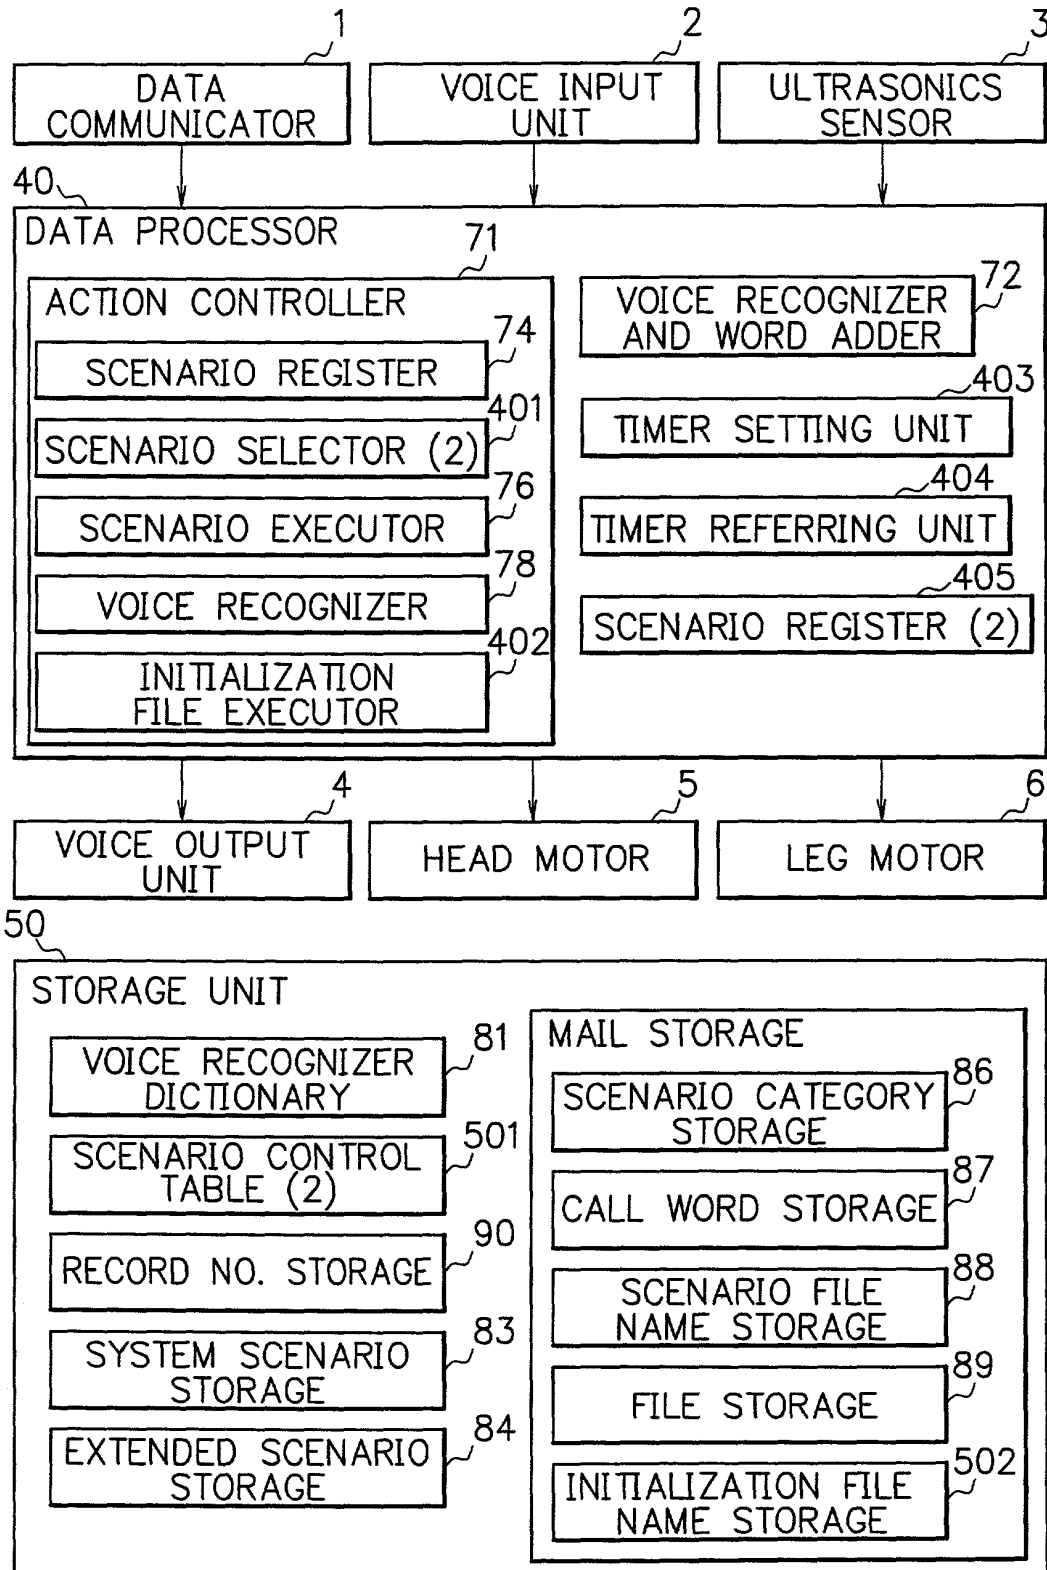 1
2
3
DATA
COMMUNICATOR
VOICE INPUT
UNIT
ULTRASONICS
SENSOR
40
DATA PROCESSOR
71
ACTION CONTROLLER
74
SCENARIO REGISTER
401
SCENARIO SELECTOR (2)
76
SCENARIO EXECUTOR
78
VOICE RECOGNIZER
402
INITIALIZATION
FILE EXECUTOR
72
VOICE RECOGNIZER
AND WORD ADDER
403
TIMER SETTING UNIT
404
TIMER REFERRING UNIT
405
SCENARIO REGISTER (2)
4
5
6
VOICE OUTPUT
UNIT
HEAD MOTOR
LEG MOTOR
50
STORAGE UNIT
81
VOICE RECOGNIZER
DICTIONARY
501
SCENARIO CONTROL
TABLE (2)
90
RECORD NO. STORAGE
83
SYSTEM SCENARIO
STORAGE
84
EXTENDED SCENARIO
STORAGE
MAIL STORAGE
86
SCENARIO CATEGORY
STORAGE
87
CALL WORD STORAGE
88
SCENARIO FILE
NAME STORAGE
89
FILE STORAGE
502
INITIALIZATION FILE
NAME STORAGE